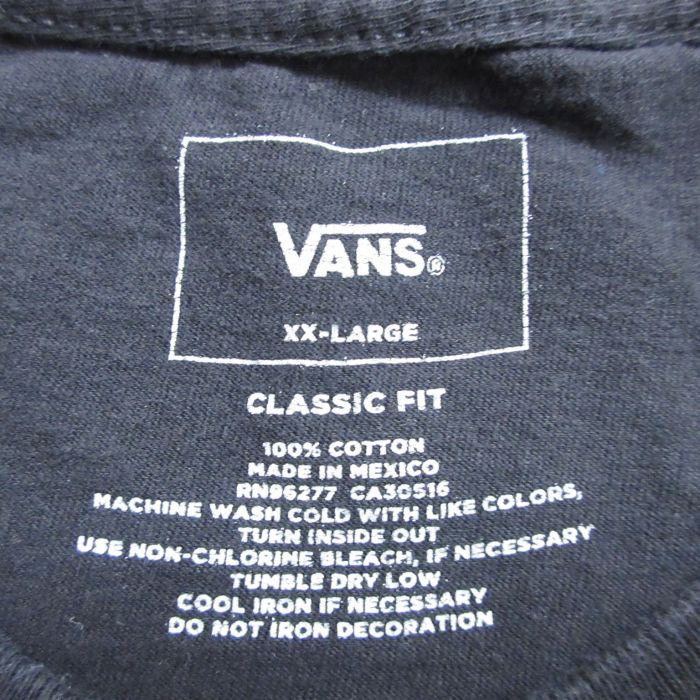 VANS®
XX-LARGE
CLASSIC FIT
100% COTTON
MADE IN MEXICO
RN96277 CA30516
MACHINE WASH COLD WITH LIKE COLORS,
TURN INSIDE OUT
USE NON-CHLORINE BLEACH, IF NECESSARY
TUMBLE DRY LOW
COOL IRON IF NECESSARY
DO NOT IRON DECORATION